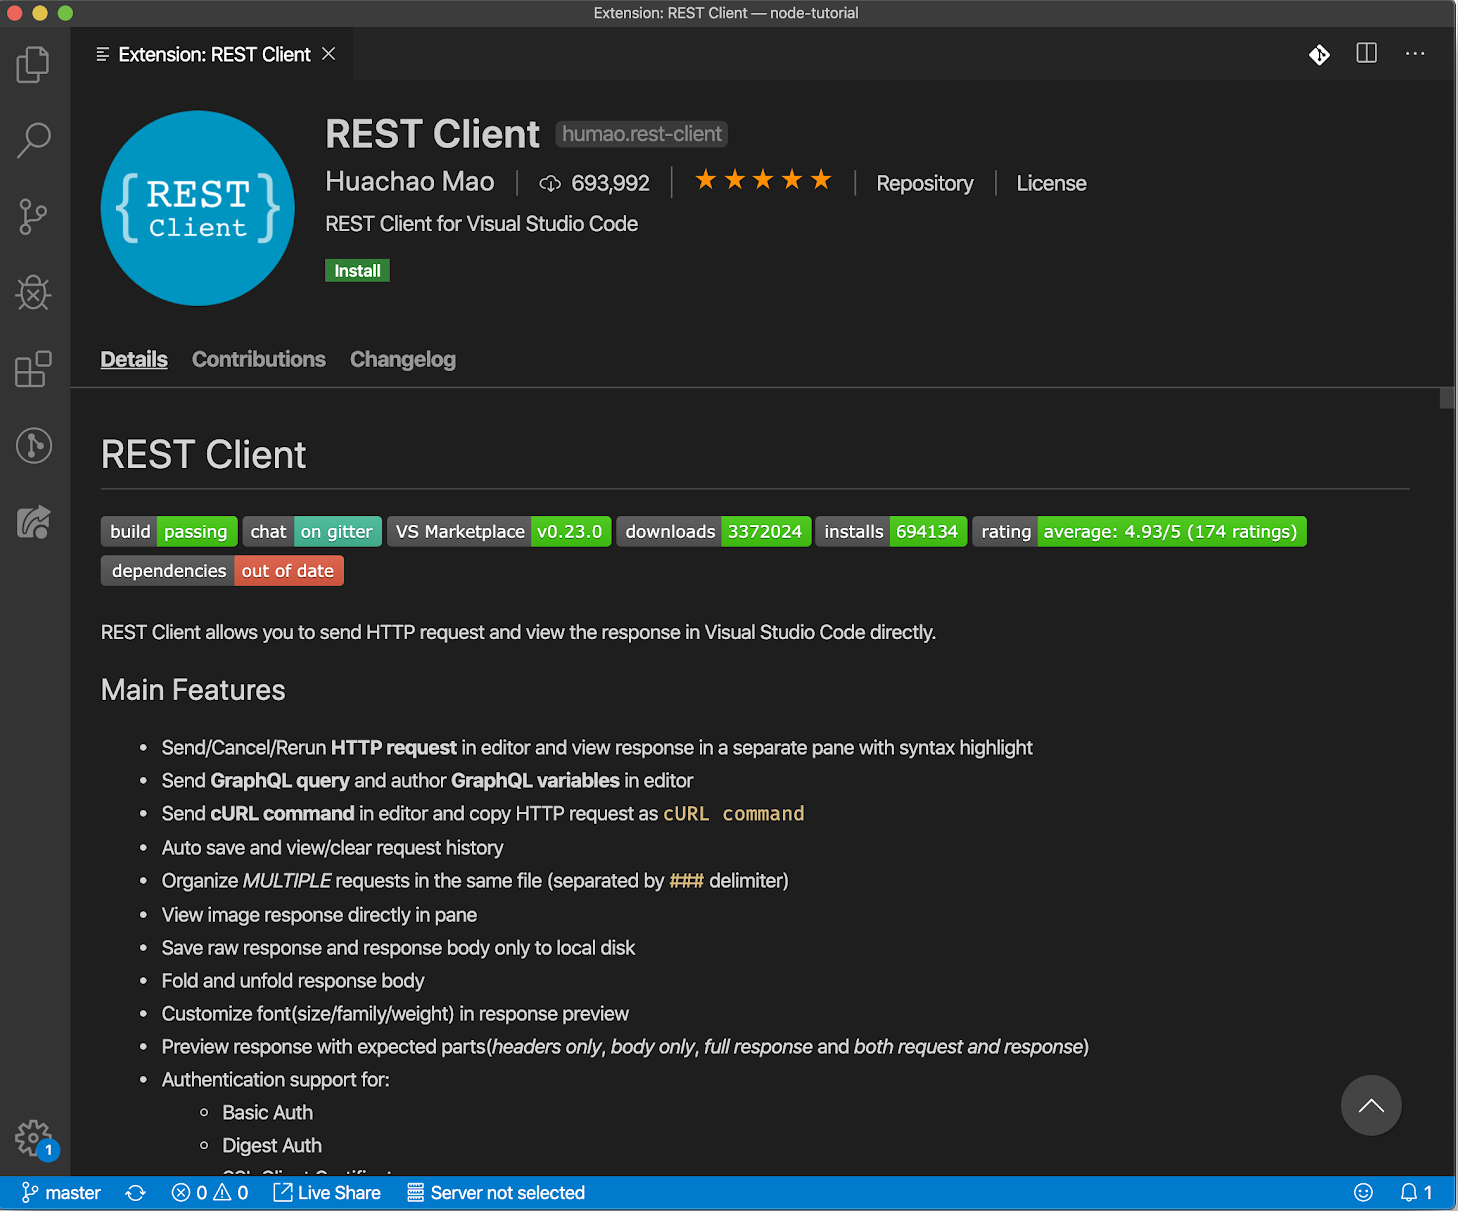 Extension: REST Client — node-tutorial
Extension: REST Client
{ REST Client }
REST Client humao.rest-client
Huachao Mao | 693,992 | ★★★★★ | Repository | License
REST Client for Visual Studio Code
Install
Details Contributions Changelog
REST Client
build passing chat on gitter VS Marketplace v0.23.0 downloads 3372024 installs 694134 rating average: 4.93/5 (174 ratings)
dependencies out of date
REST Client allows you to send HTTP request and view the response in Visual Studio Code directly.
Main Features
• Send/Cancel/Rerun HTTP request in editor and view response in a separate pane with syntax highlight
• Send GraphQL query and author GraphQL variables in editor
• Send cURL command in editor and copy HTTP request as cURL command
• Auto save and view/clear request history
• Organize MULTIPLE requests in the same file (separated by ### delimiter)
• View image response directly in pane
• Save raw response and response body only to local disk
• Fold and unfold response body
• Customize font(size/family/weight) in response preview
• Preview response with expected parts(headers only, body only, full response and both request and response)
• Authentication support for:
◦ Basic Auth
◦ Digest Auth
1
master 0 0 Live Share Server not selected 1